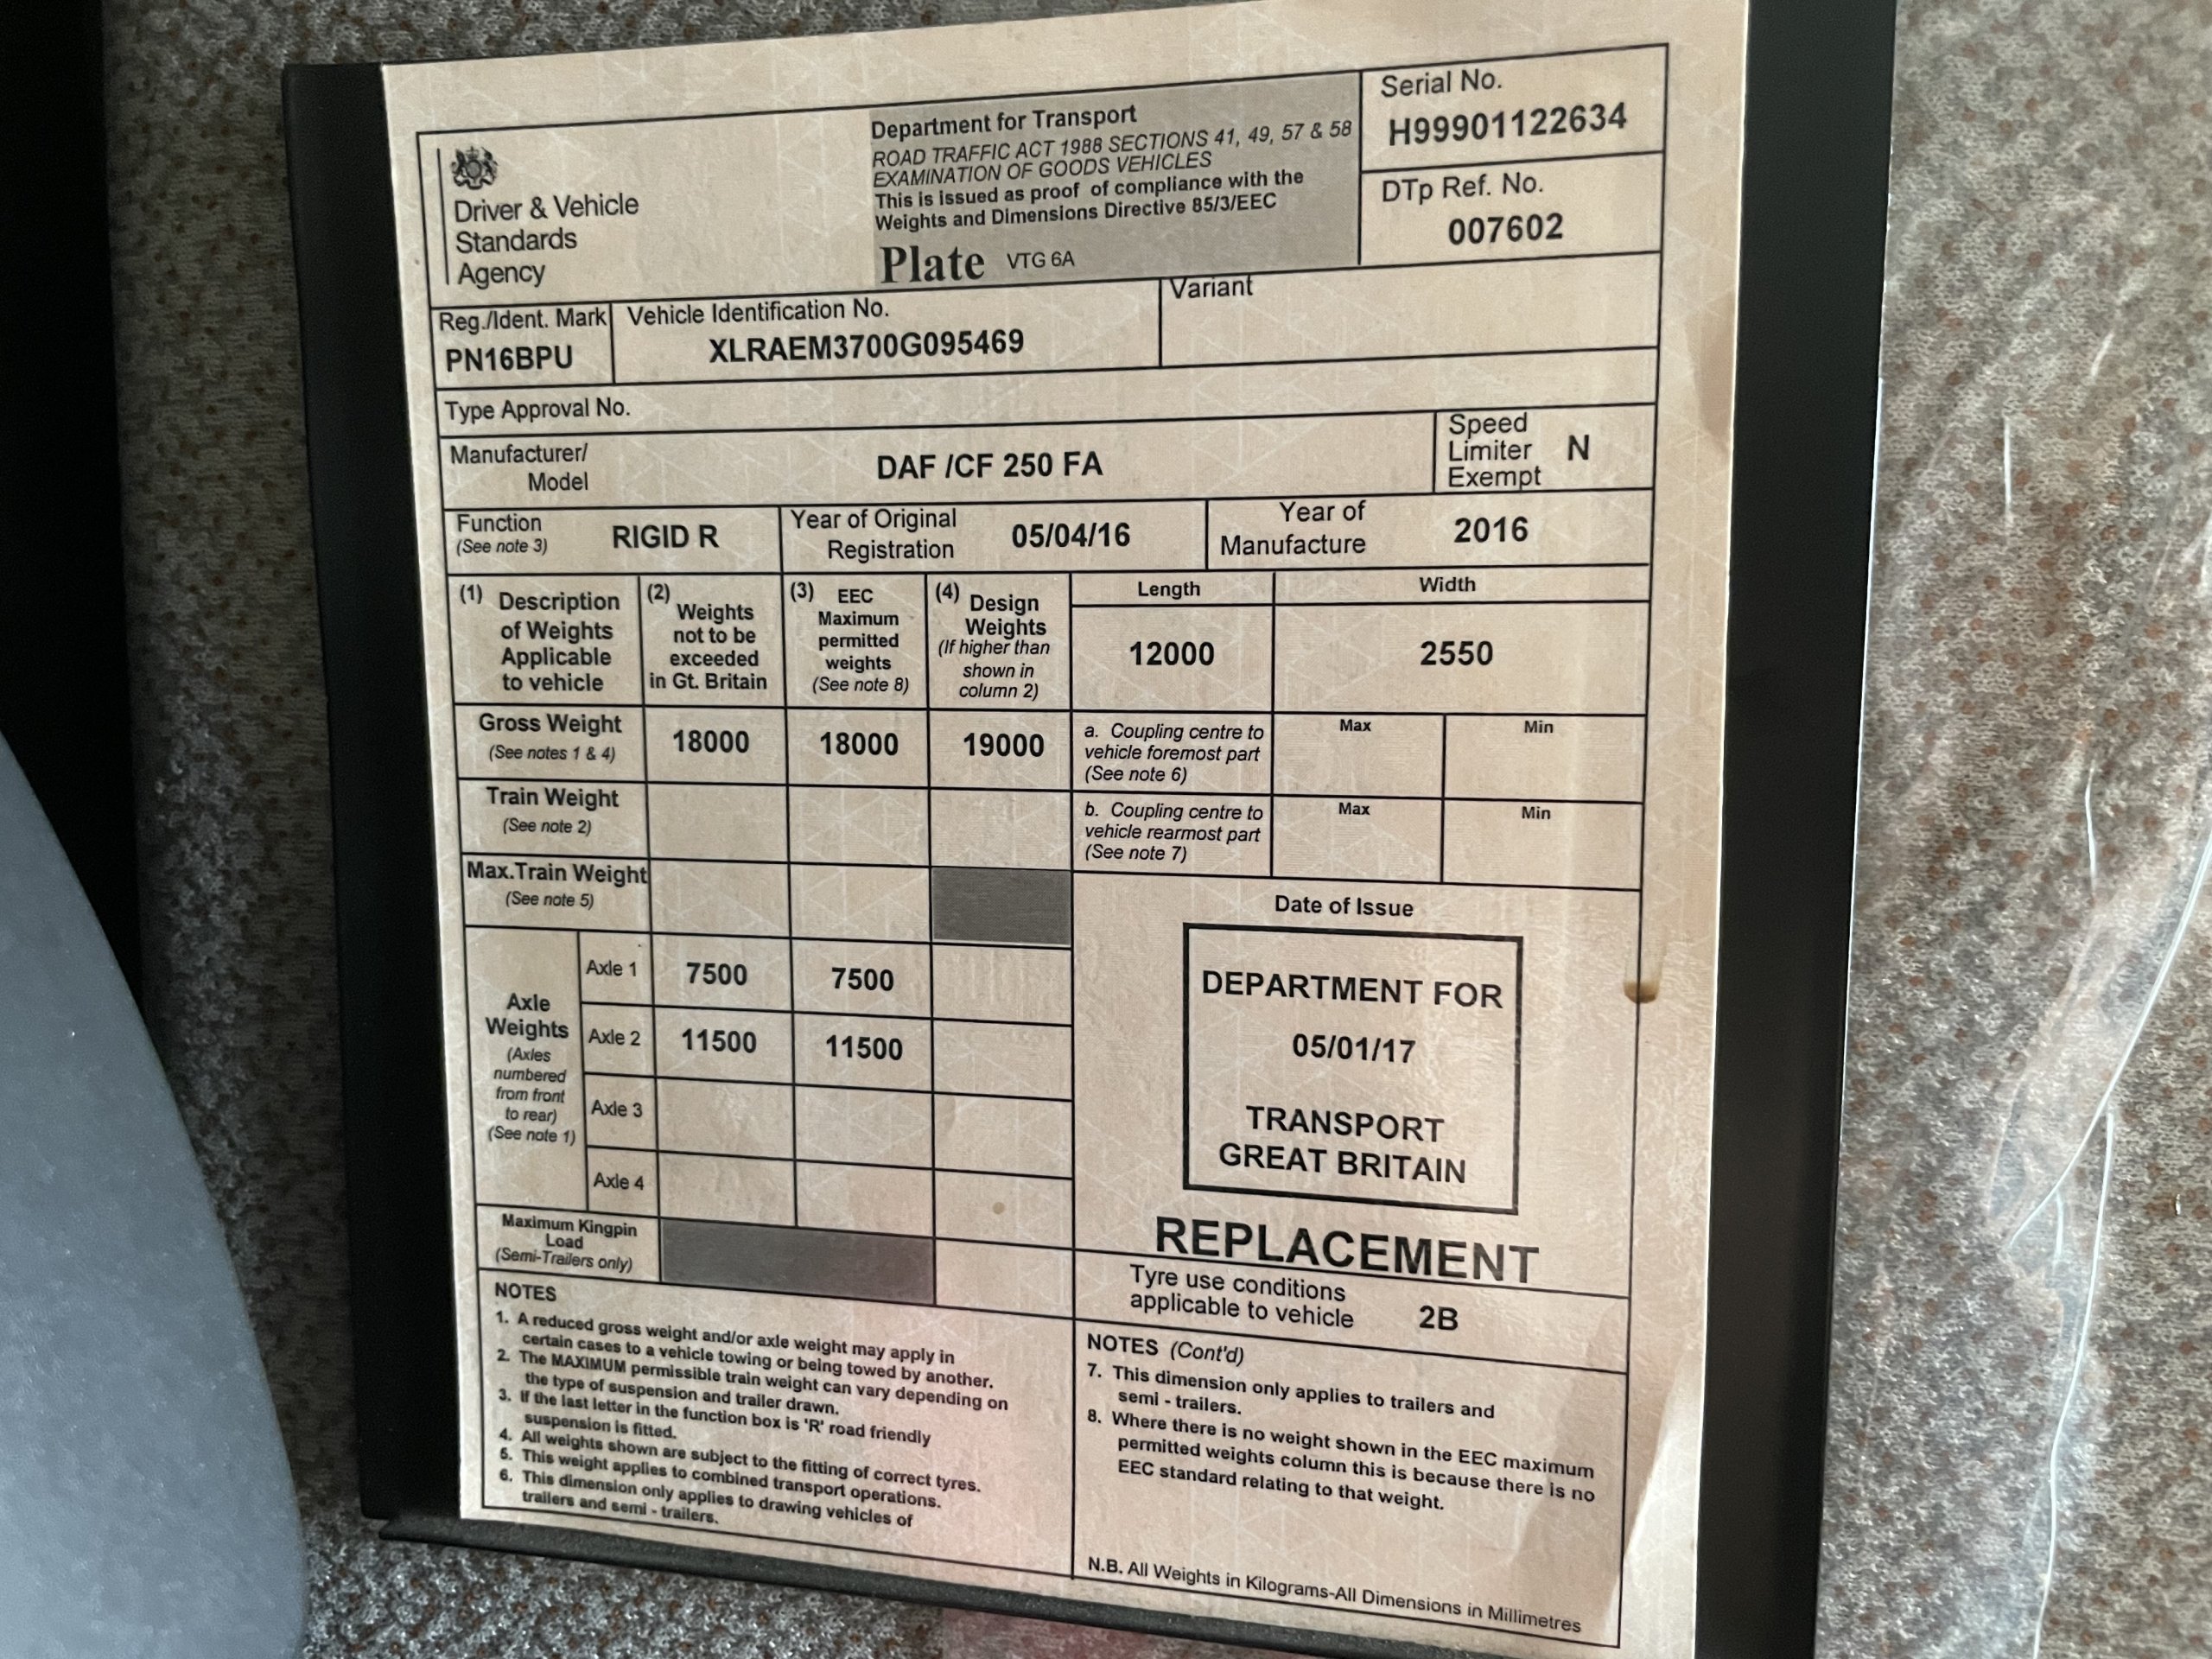 Driver & Vehicle
Standards
Agency
Department for Transport
ROAD TRAFFIC ACT 1988 SECTIONS 41, 49, 57 & 58
EXAMINATION OF GOODS VEHICLES
This is issued as proof of compliance with the
Weights and Dimensions Directive 85/3/EEC
Plate VTG 6A
Serial No.
H99901122634
DTp Ref. No.
007602
Reg./Ident. Mark
PN16BPU
Vehicle Identification No.
XLRAEM3700G095469
Variant
Type Approval No.
Manufacturer/
Model
DAF /CF 250 FA
Speed
Limiter
Exempt
N
Function
(See note 3)
RIGID R
Year of Original
Registration
05/04/16
Year of
Manufacture
2016
(1) Description
of Weights
Applicable
to vehicle
(2) Weights
not to be
exceeded
in Gt. Britain
(3) EEC
Maximum
permitted
weights
(See note 8)
(4) Design
Weights
(If higher than
shown in
column 2)
Length
12000
Width
2550
Gross Weight
(See notes 1 & 4)
18000
18000
19000
a. Coupling centre to
vehicle foremost part
(See note 6)
Max
Min
Train Weight
(See note 2)
b. Coupling centre to
vehicle rearmost part
(See note 7)
Max
Min
Max.Train Weight
(See note 5)
Axle
Weights
(Axles
numbered
from front
to rear)
(See note 1)
Axle 1
7500
7500
Axle 2
11500
11500
Axle 3
Axle 4
Maximum Kingpin
Load
(Semi-Trailers only)
Date of Issue
DEPARTMENT FOR
05/01/17
TRANSPORT
GREAT BRITAIN
REPLACEMENT
Tyre use conditions
applicable to vehicle
2B
NOTES
1. A reduced gross weight and/or axle weight may apply in
certain cases to a vehicle towing or being towed by another.
2. The MAXIMUM permissible train weight can vary depending on
the type of suspension and trailer drawn.
3. If the last letter in the function box is 'R' road friendly
suspension is fitted.
4. All weights shown are subject to the fitting of correct tyres.
5. This weight applies to combined transport operations.
6. This dimension only applies to drawing vehicles of
trailers and semi - trailers.
NOTES (Cont'd)
7. This dimension only applies to trailers and
semi - trailers.
8. Where there is no weight shown in the EEC maximum
permitted weights column this is because there is no
EEC standard relating to that weight.
N.B. All Weights in Kilograms-All Dimensions in Millimetres